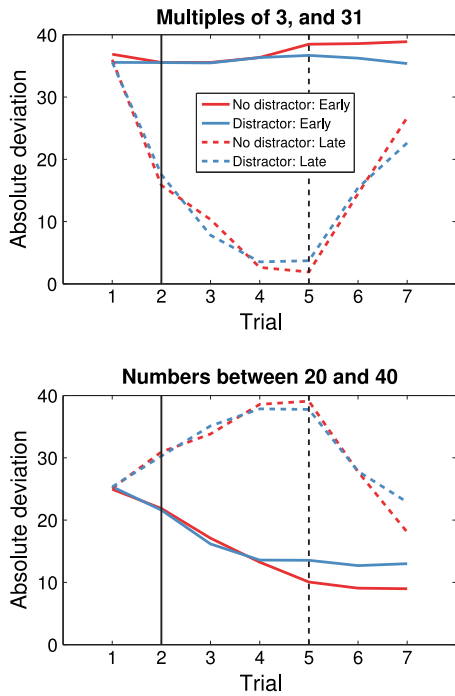 Multiples of 3, and 31
40
30
20
10
0
Absolute deviation
No distractor: Early
Distractor: Early
No distractor: Late
Distractor: Late
1 2 3 4 5 6 7
Trial
Numbers between 20 and 40
40
30
20
10
0
Absolute deviation
1 2 3 4 5 6 7
Trial